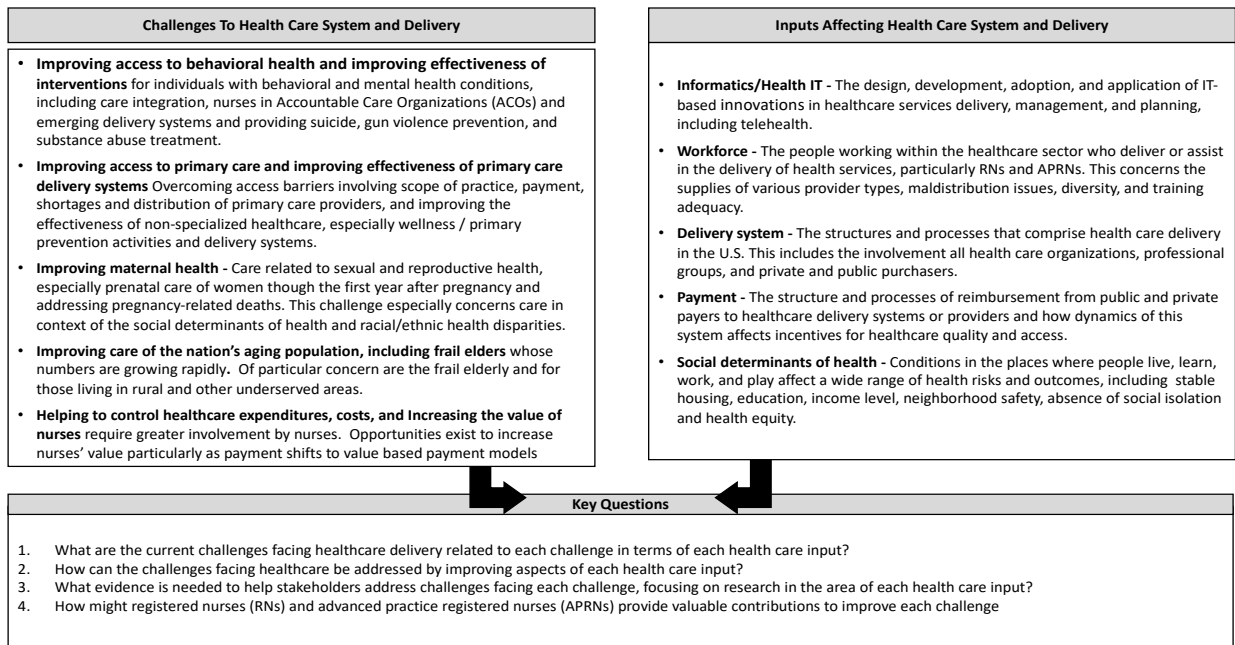 Challenges To Health Care System and Delivery
• Improving access to behavioral health and improving effectiveness of
interventions for individuals with behavioral and mental health conditions,
including care integration, nurses in Accountable Care Organizations (ACOs) and
emerging delivery systems and providing suicide, gun violence prevention, and
substance abuse treatment.
• Improving access to primary care and improving effectiveness of primary care
delivery systems Overcoming access barriers involving scope of practice, payment,
shortages and distribution of primary care providers, and improving the
effectiveness of non-specialized healthcare, especially wellness / primary
prevention activities and delivery systems.
• Improving maternal health - Care related to sexual and reproductive health,
especially prenatal care of women though the first year after pregnancy and
addressing pregnancy-related deaths. This challenge especially concerns care in
context of the social determinants of health and racial/ethnic health disparities.
• Improving care of the nation's aging population, including frail elders whose
numbers are growing rapidly. Of particular concern are the frail elderly and for
those living in rural and other underserved areas.
• Helping to control healthcare expenditures, costs, and Increasing the value of
nurses require greater involvement by nurses. Opportunities exist to increase
nurses' value particularly as payment shifts to value based payment models
Inputs Affecting Health Care System and Delivery
• Informatics/Health IT - The design, development, adoption, and application of IT-
based innovations in healthcare services delivery, management, and planning,
including telehealth.
• Workforce - The people working within the healthcare sector who deliver or assist
in the delivery of health services, particularly RNs and APRNs. This concerns the
supplies of various provider types, maldistribution issues, diversity, and training
adequacy.
• Delivery system - The structures and processes that comprise health care delivery
in the U.S. This includes the involvement all health care organizations, professional
groups, and private and public purchasers.
• Payment - The structure and processes of reimbursement from public and private
payers to healthcare delivery systems or providers and how dynamics of this
system affects incentives for healthcare quality and access.
• Social determinants of health - Conditions in the places where people live, learn,
work, and play affect a wide range of health risks and outcomes, including stable
housing, education, income level, neighborhood safety, absence of social isolation
and health equity.
Key Questions
1. What are the current challenges facing healthcare delivery related to each challenge in terms of each health care input?
2. How can the challenges facing healthcare be addressed by improving aspects of each health care input?
3. What evidence is needed to help stakeholders address challenges facing each challenge, focusing on research in the area of each health care input?
4. How might registered nurses (RNs) and advanced practice registered nurses (APRNs) provide valuable contributions to improve each challenge